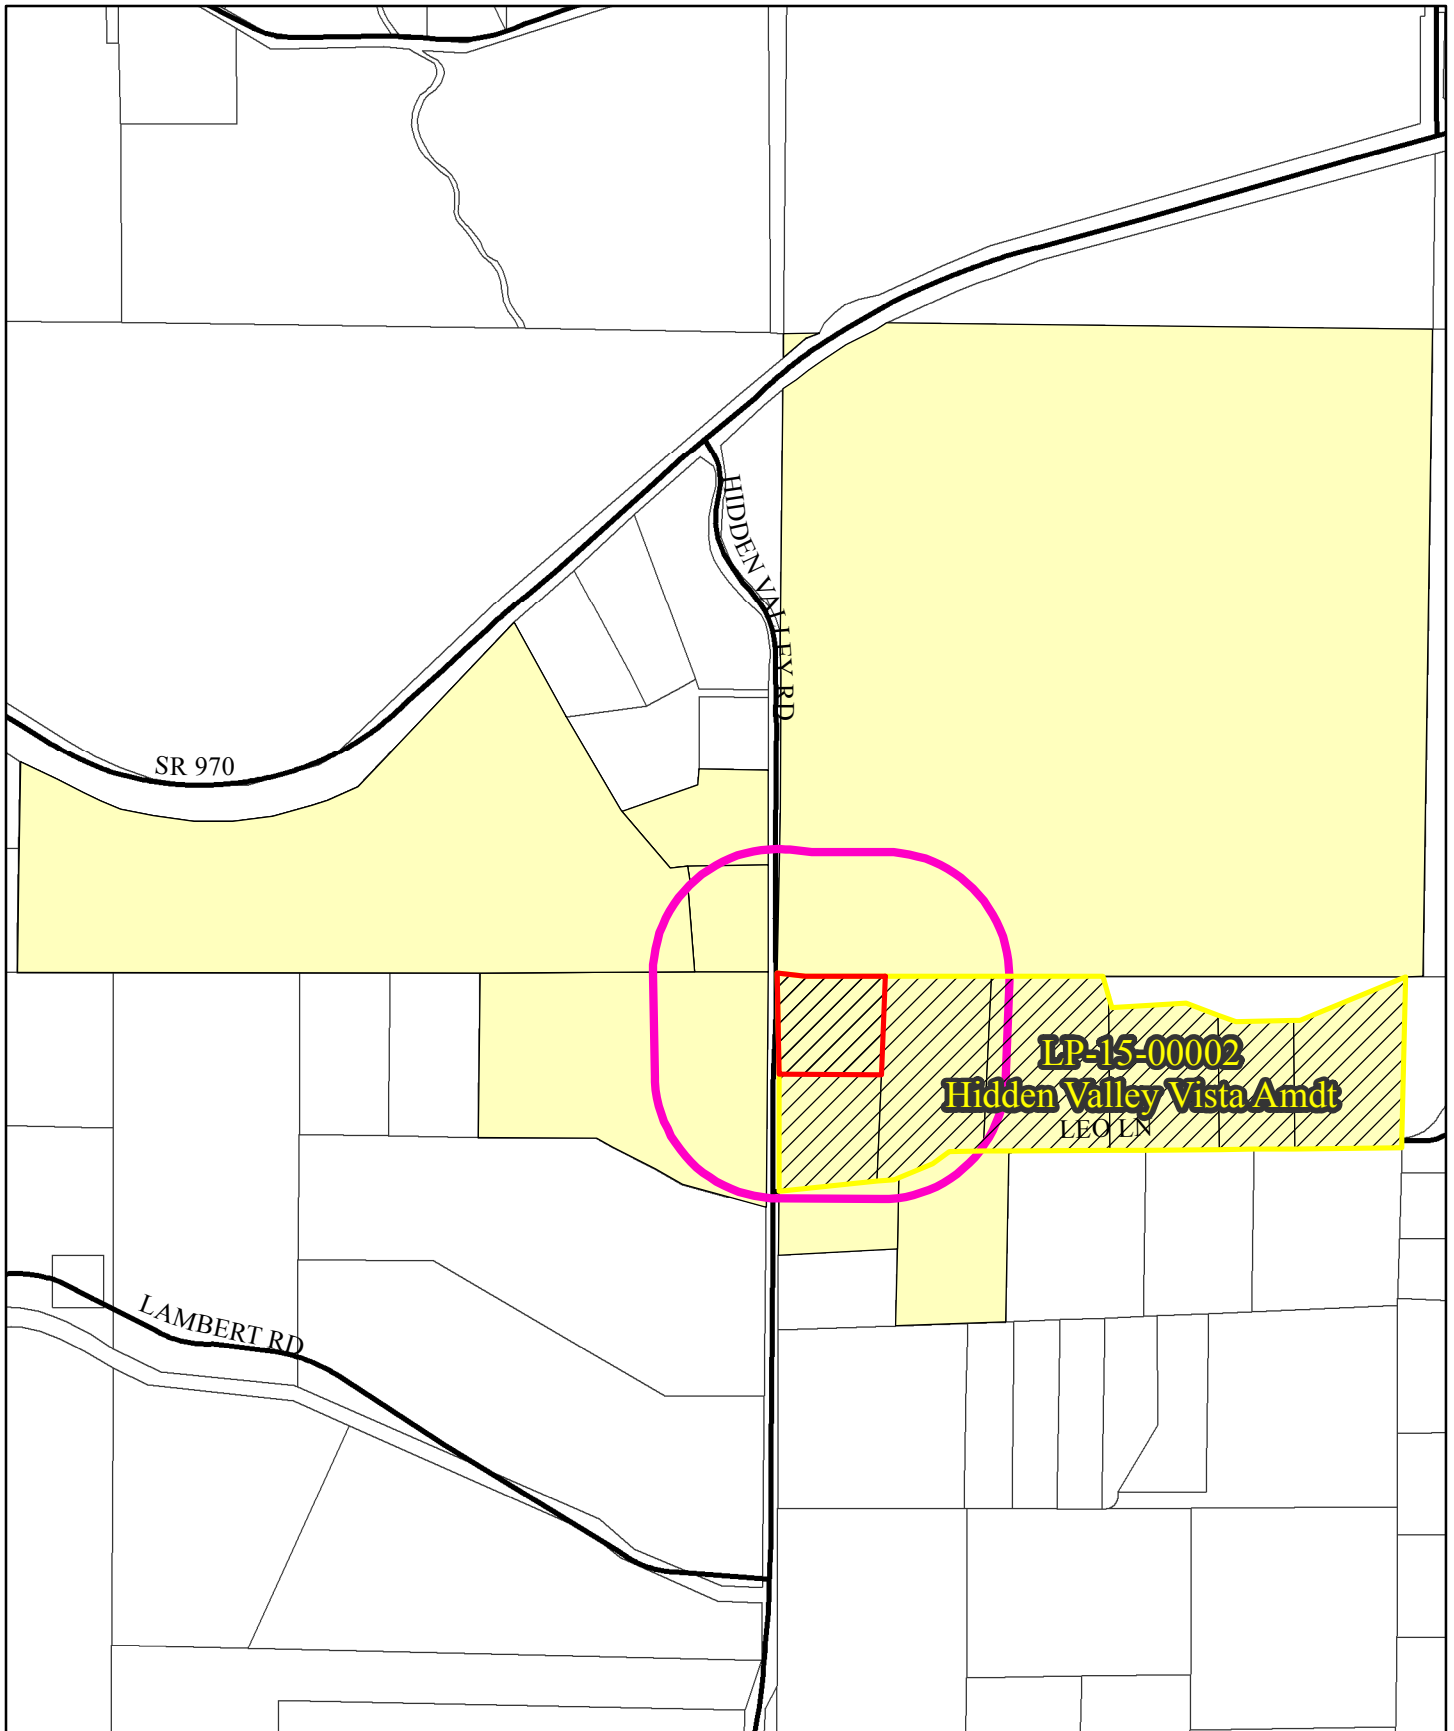 HIDDEN VALLEY RD
SR 970
LP-15-00002
Hidden Valley Vista Amdt
LEO LN
LAMBERT RD